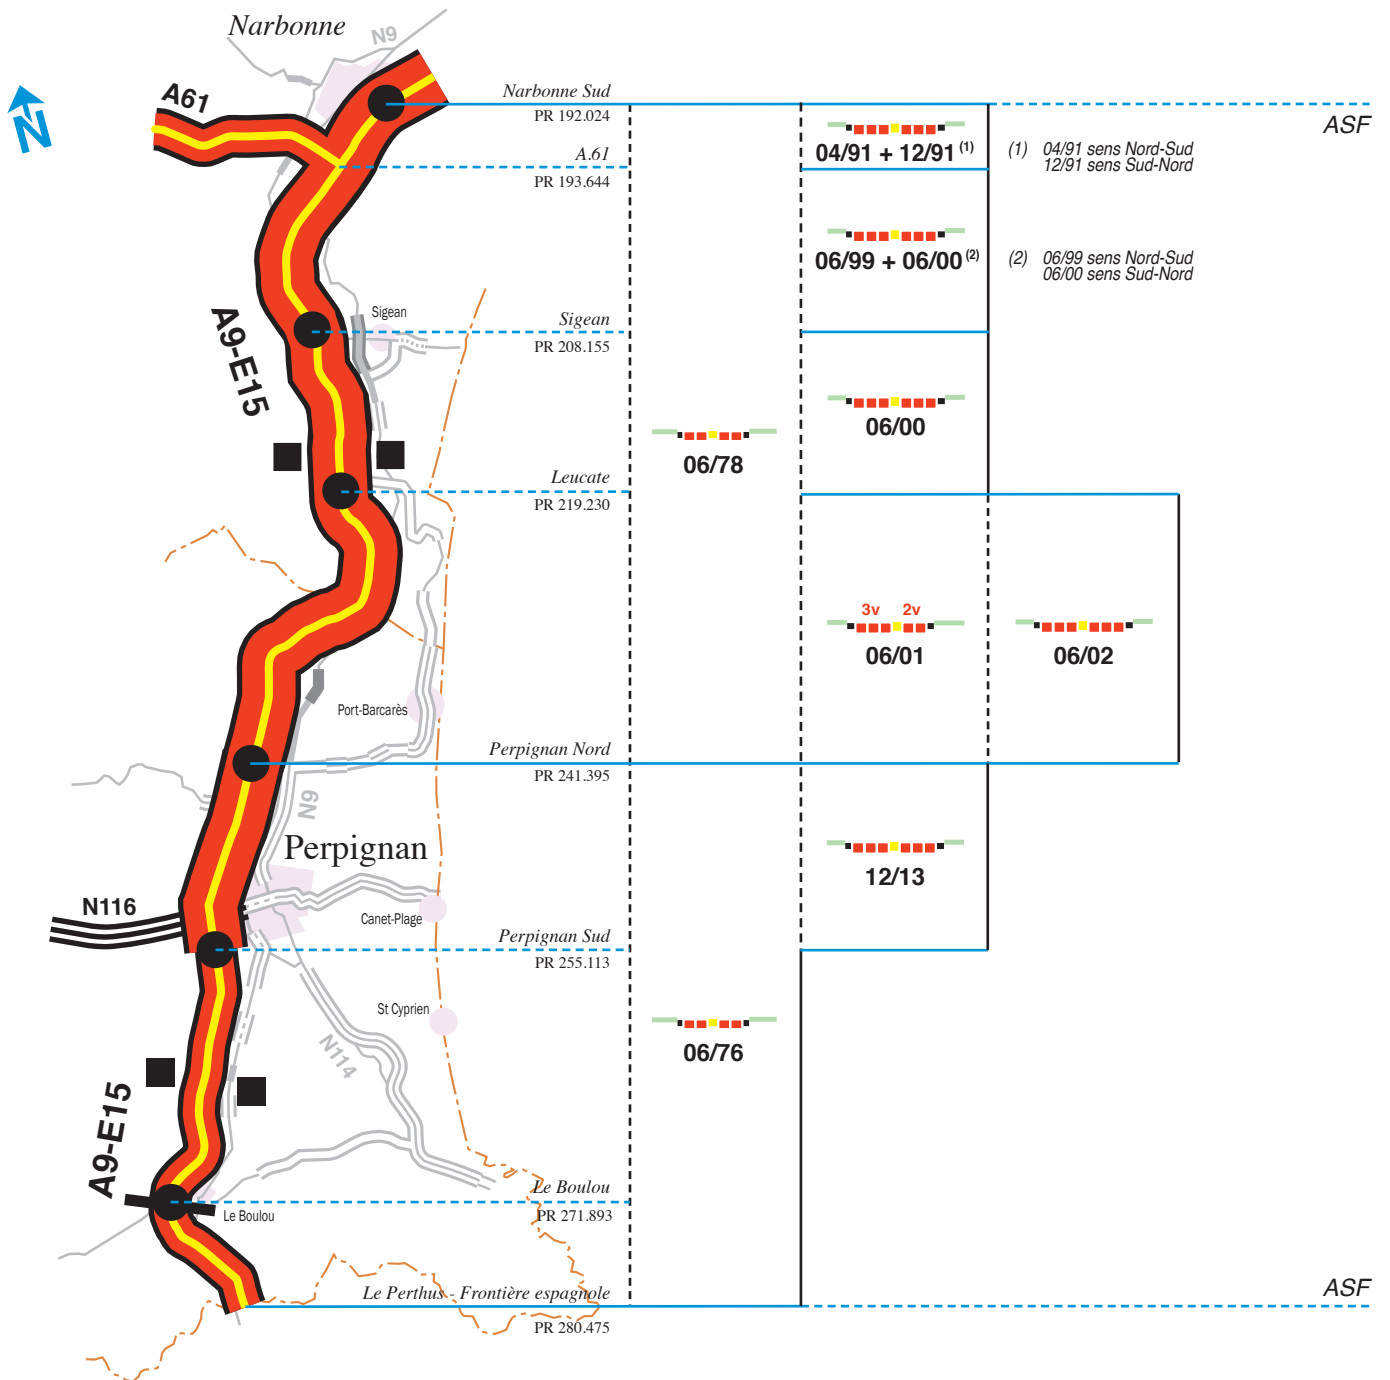 Narbonne
N9
N
A61
Narbonne Sud
PR 192.024
ASF
A.61
PR 193.644
04/91 + 12/91 (1)
(1) 04/91 sens Nord-Sud
12/91 sens Sud-Nord
06/99 + 06/00 (2)
(2) 06/99 sens Nord-Sud
06/00 sens Sud-Nord
A9-E15
Sigean
Sigean
PR 208.155
06/00
06/78
Leucate
PR 219.230
3v 2v
06/01
06/02
Port-Barcarès
Perpignan Nord
PR 241.395
N9
Perpignan
12/13
N116
Canet-Plage
Perpignan Sud
PR 255.113
St Cyprien
N114
06/76
A9-E15
Le Boulou
PR 271.893
Le Boulou
Le Perthus - Frontière espagnole
PR 280.475
ASF